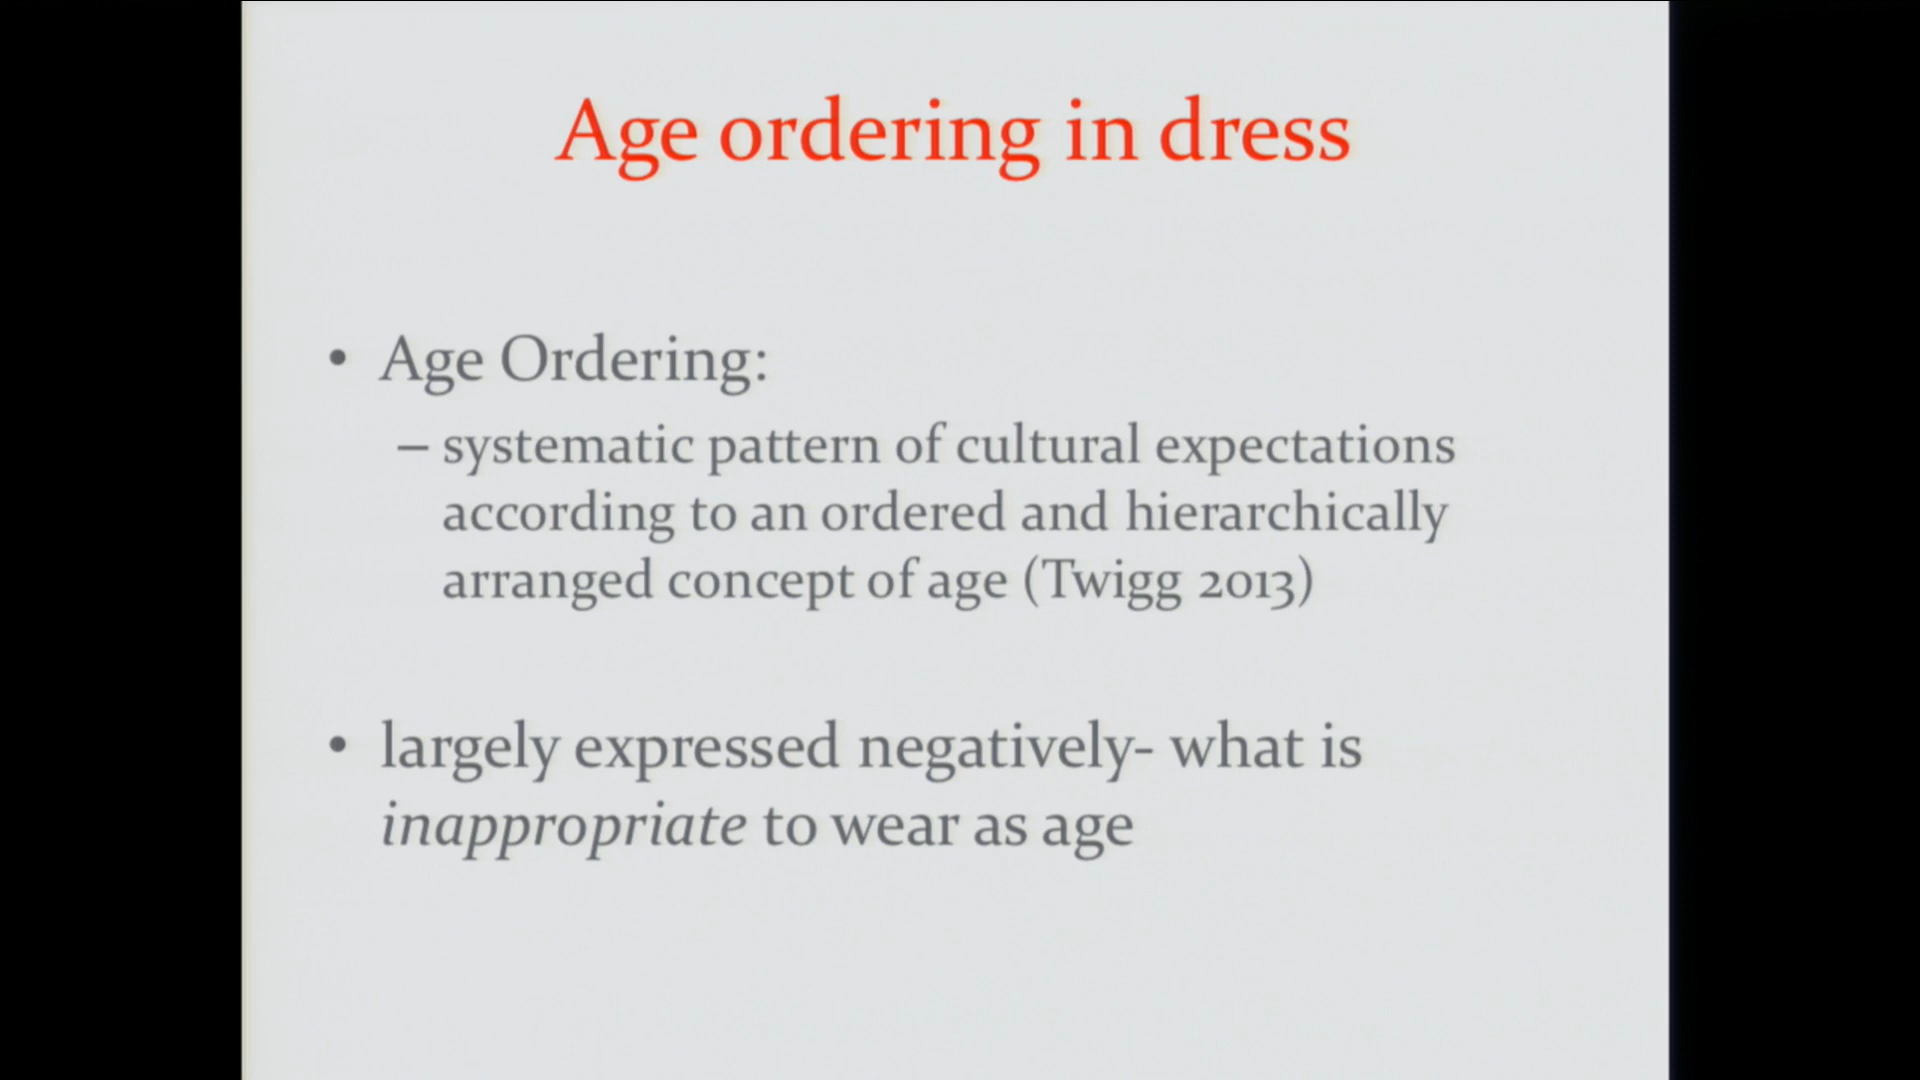 Age ordering in dress
• Age Ordering:
– systematic pattern of cultural expectations
according to an ordered and hierarchically
arranged concept of age (Twigg 2013)
• largely expressed negatively- what is
inappropriate to wear as age